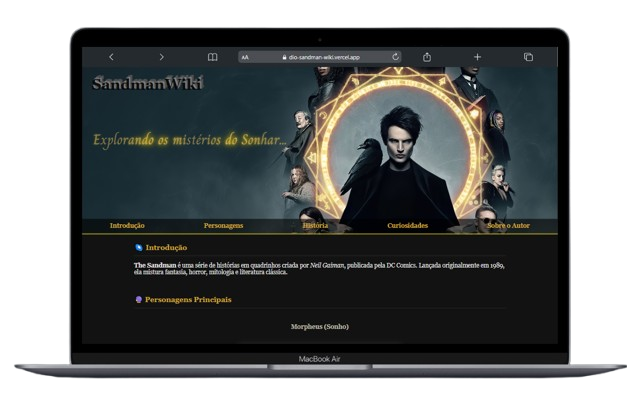 AA dio-sandman-wiki.vercel.app
SandmanWiki
Explorando os mistérios do Sonhar...
Introdução Personagens História Curiosidades Sobre o Autor
Introdução
The Sandman é uma série de histórias em quadrinhos criada por Neil Gaiman, publicada pela DC Comics. Lançada originalmente em 1989,
ela mistura fantasia, horror, mitologia e literatura clássica.
Personagens Principais
Morpheus (Sonho)
MacBook Air